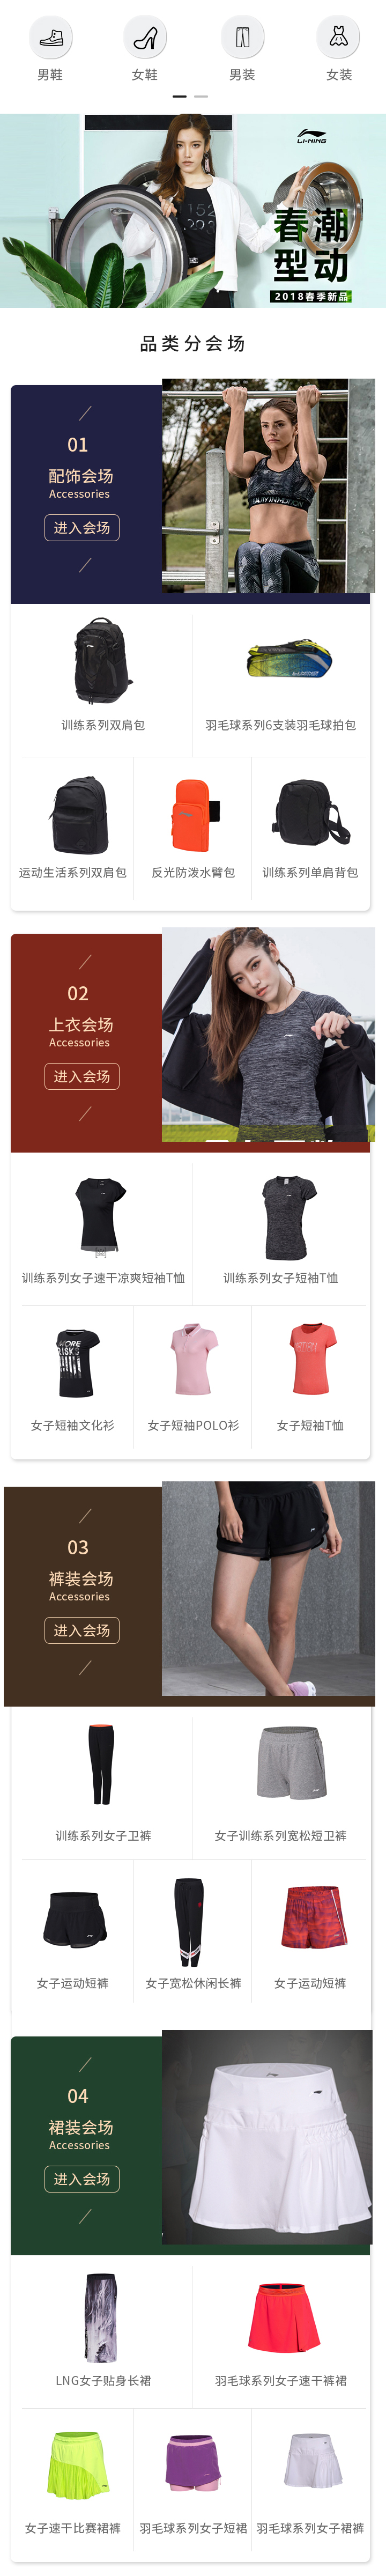 男鞋
女鞋
男装
女装
LI-NING
春潮
型动
2018春季新品
品类分会场
01
配饰会场
Accessories
进入会场
训练系列双肩包
羽毛球系列6支装羽毛球拍包
运动生活系列双肩包
反光防泼水臂包
训练系列单肩背包
02
上衣会场
Accessories
进入会场
训练系列女子速干凉爽短袖T恤
训练系列女子短袖T恤
女子短袖文化衫
女子短袖POLO衫
女子短袖T恤
03
裤装会场
Accessories
进入会场
训练系列女子卫裤
女子训练系列宽松短卫裤
女子运动短裤
女子宽松休闲长裤
女子运动短裤
04
裙装会场
Accessories
进入会场
LNG女子贴身长裙
羽毛球系列女子速干裤裙
女子速干比赛裙裤
羽毛球系列女子短裙
羽毛球系列女子裙裤